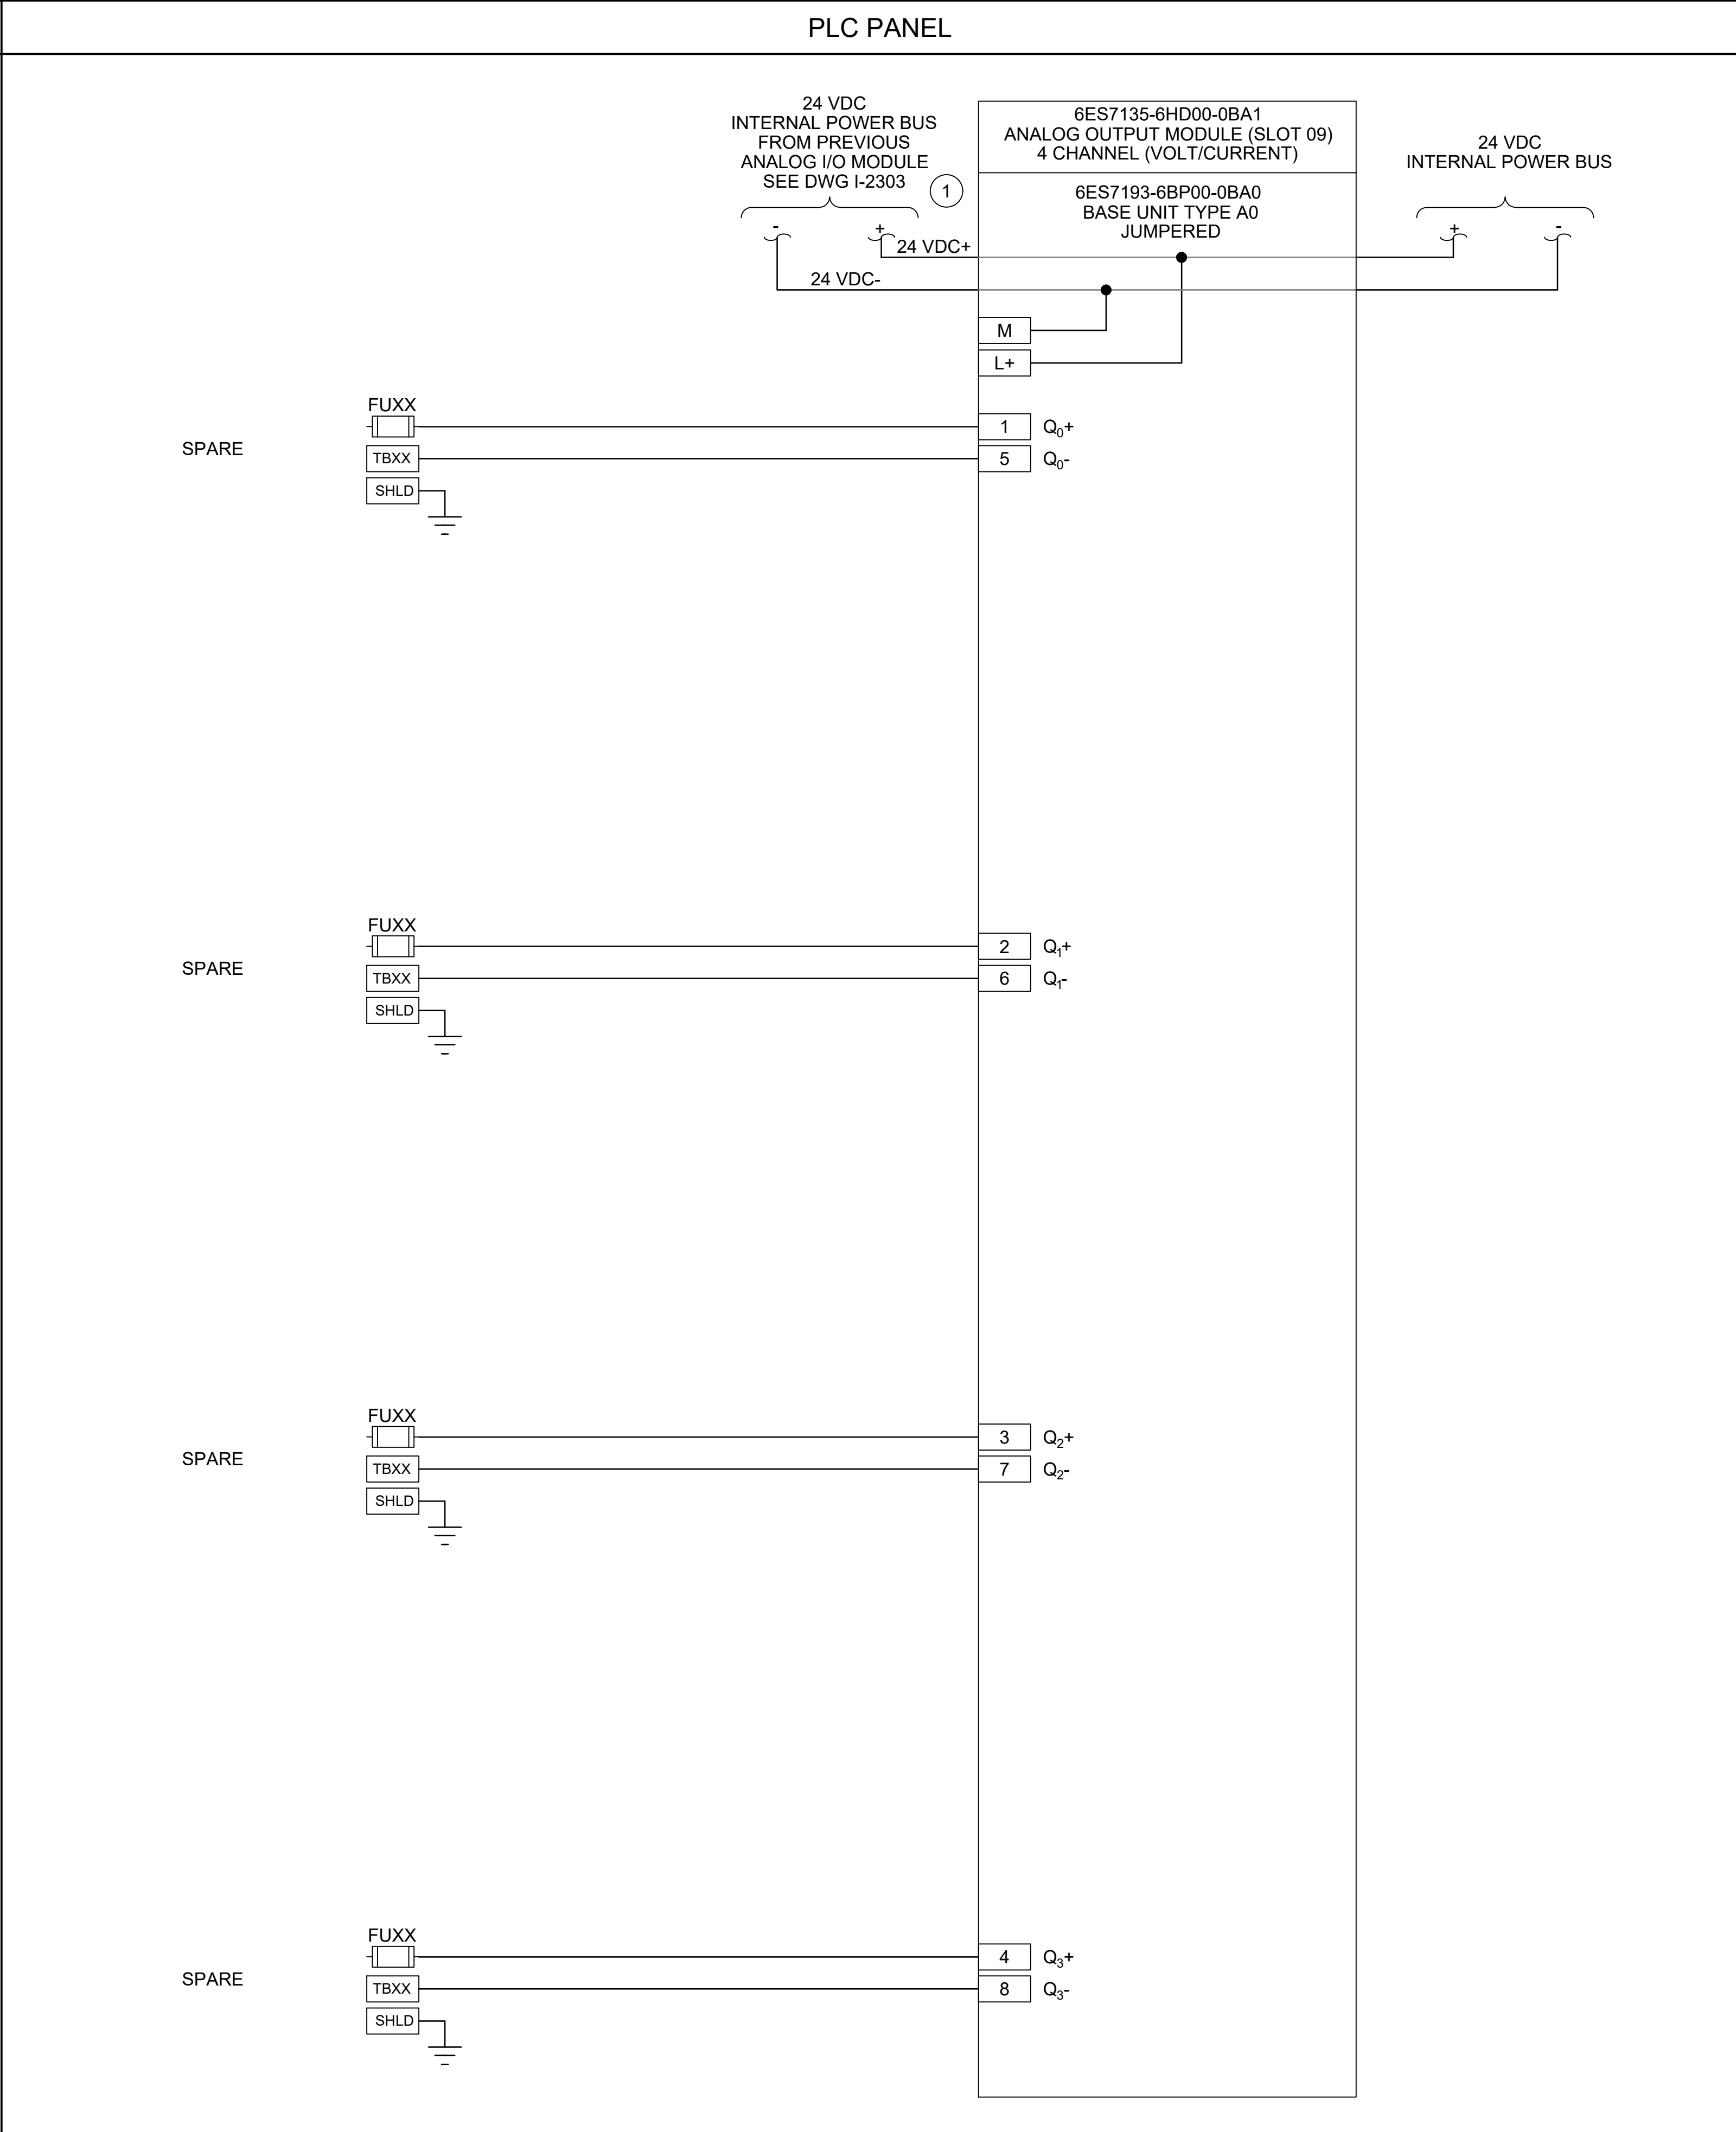 PLC PANEL
24 VDC
INTERNAL POWER BUS
FROM PREVIOUS
ANALOG I/O MODULE
SEE DWG I-2303
1
- +
24 VDC+
24 VDC-
6ES7135-6HD00-0BA1
ANALOG OUTPUT MODULE (SLOT 09)
4 CHANNEL (VOLT/CURRENT)
6ES7193-6BP00-0BA0
BASE UNIT TYPE A0
JUMPERED
24 VDC
INTERNAL POWER BUS
+ -
M
L+
SPARE
FUXX
TBXX
SHLD
1 Q0+
5 Q0-
SPARE
FUXX
TBXX
SHLD
2 Q1+
6 Q1-
SPARE
FUXX
TBXX
SHLD
3 Q2+
7 Q2-
SPARE
FUXX
TBXX
SHLD
4 Q3+
8 Q3-